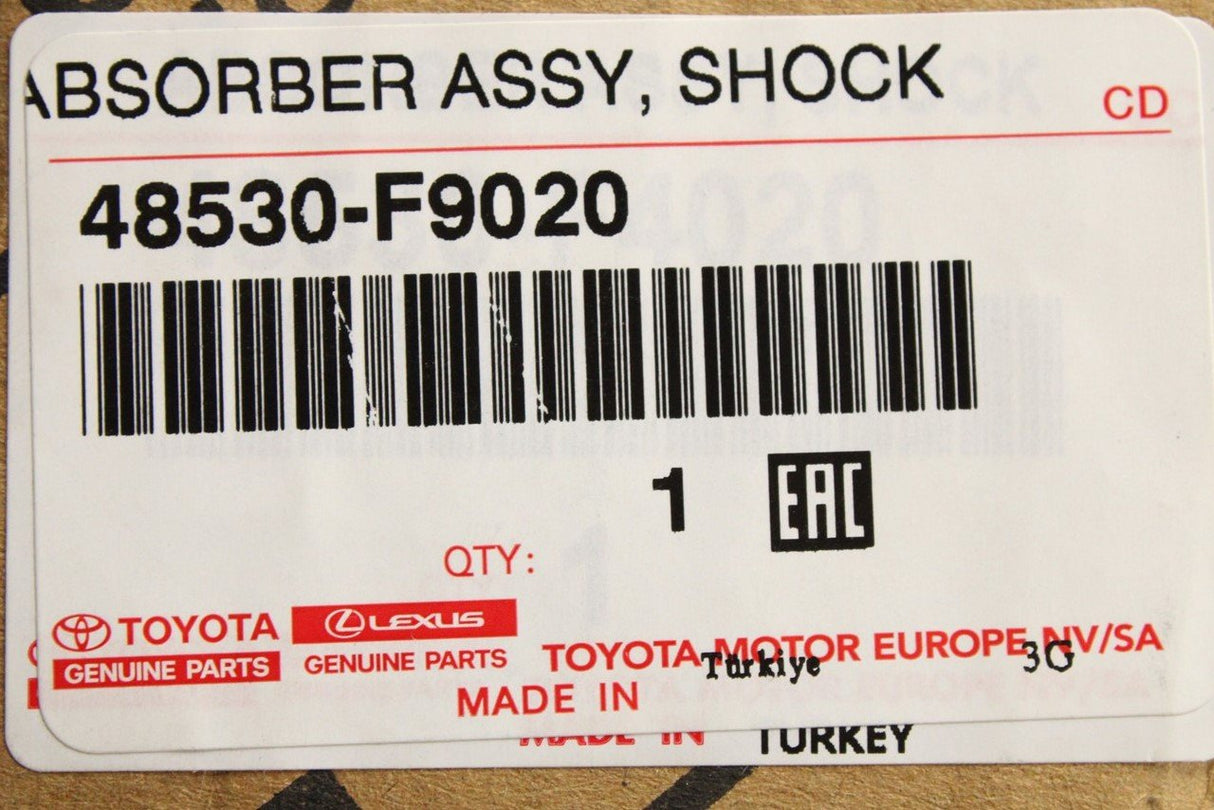 ABSORBER ASSY, SHOCK
CD
48530-F9020
1
EAC
QTY:
TOYOTA
GENUINE PARTS
LEXUS
GENUINE PARTS
TOYOTA MOTOR EUROPE NV/SA
Türkiye
3G
MADE IN
MADE IN TURKEY